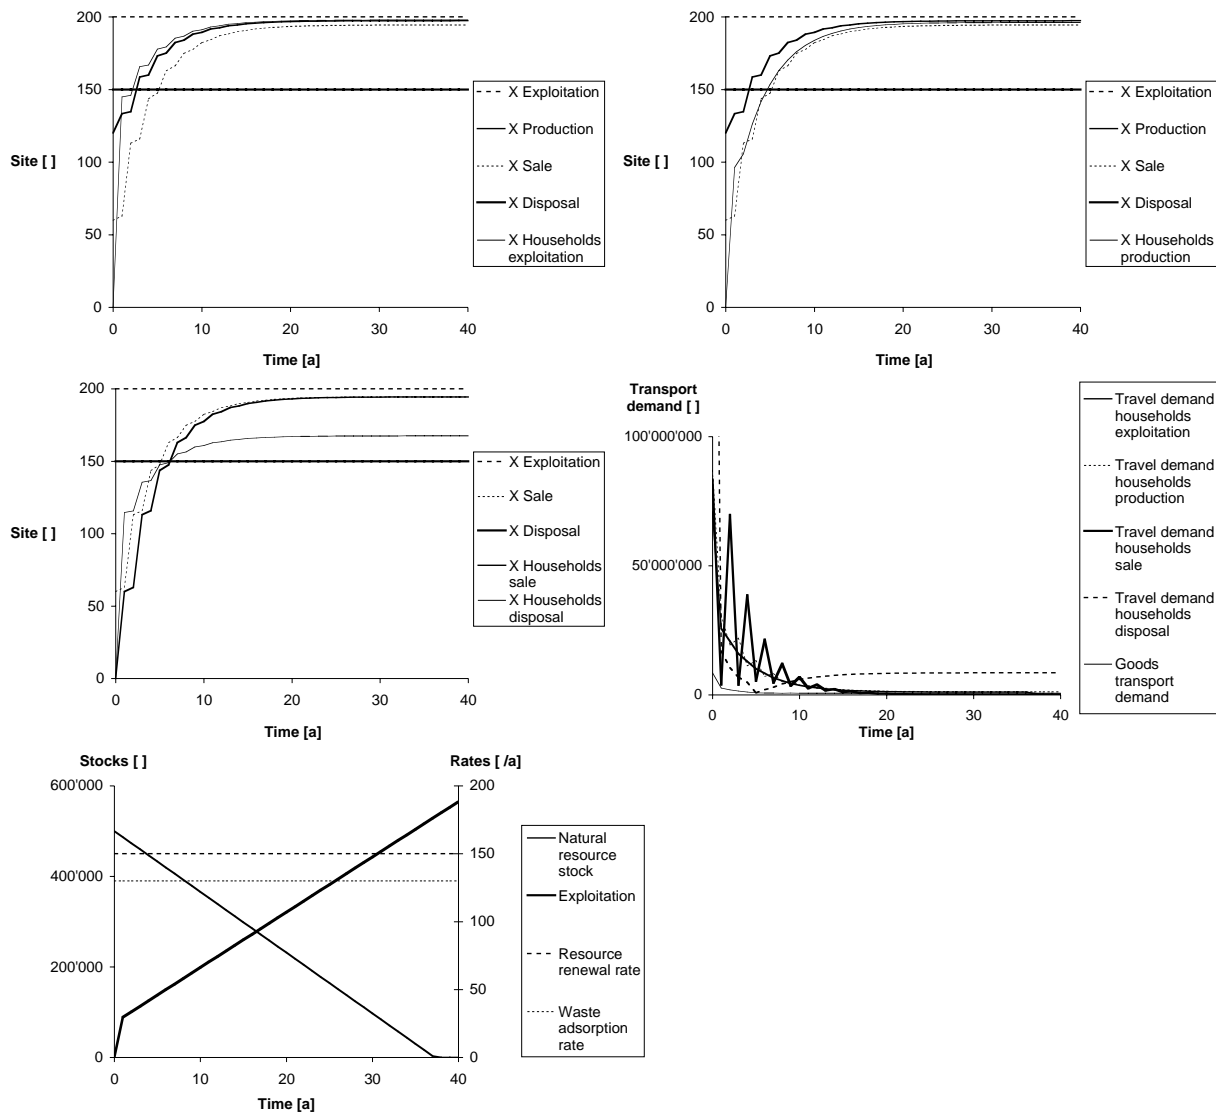 200
150
100
50
0
Site [ ]
0 10 20 30 40
Time [a]
X Exploitation
X Production
X Sale
X Disposal
X Households
exploitation
200
150
100
50
0
Site [ ]
0 10 20 30 40
Time [a]
X Exploitation
X Production
X Sale
X Disposal
X Households
production
200
150
100
50
0
Site [ ]
0 10 20 30 40
Time [a]
X Exploitation
X Sale
X Disposal
X Households
sale
X Households
disposal
Transport
demand [ ]
100'000'000
50'000'000
0
0 10 20 30 40
Time [a]
Travel demand
households
exploitation
Travel demand
households
production
Travel demand
households
sale
Travel demand
households
disposal
Goods
transport
demand
Stocks [ ]
Rates [ /a]
600'000
400'000
200'000
0
200
150
100
50
0
0 10 20 30 40
Time [a]
Natural
resource
stock
Exploitation
Resource
renewal rate
Waste
adsorption
rate